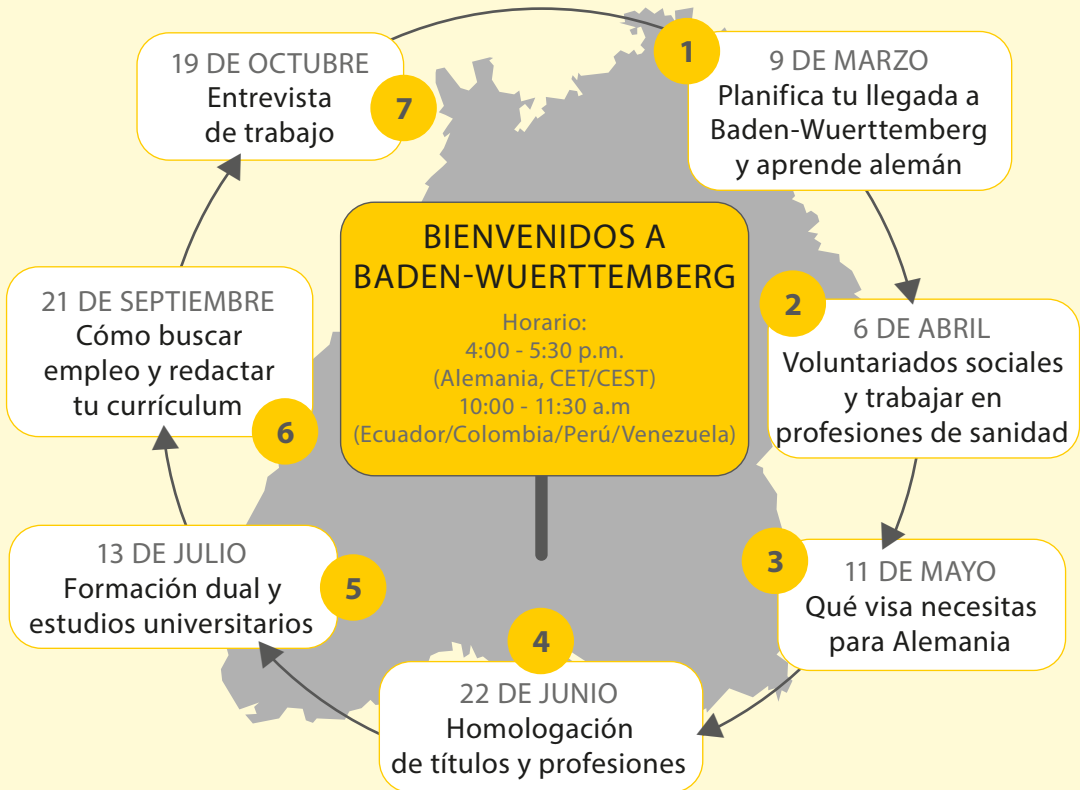 BIENVENIDOS A
BADEN-WUERTTEMBERG
Horario:
4:00 - 5:30 p.m.
(Alemania, CET/CEST)
10:00 - 11:30 a.m
(Ecuador/Colombia/Perú/Venezuela)
1
9 DE MARZO
Planifica tu llegada a
Baden-Wuerttemberg
y aprende alemán
2
6 DE ABRIL
Voluntariados sociales
y trabajar en
profesiones de sanidad
3
11 DE MAYO
Qué visa necesitas
para Alemania
4
22 DE JUNIO
Homologación
de títulos y profesiones
5
13 DE JULIO
Formación dual y
estudios universitarios
6
21 DE SEPTIEMBRE
Cómo buscar
empleo y redactar
tu currículum
7
19 DE OCTUBRE
Entrevista
de trabajo